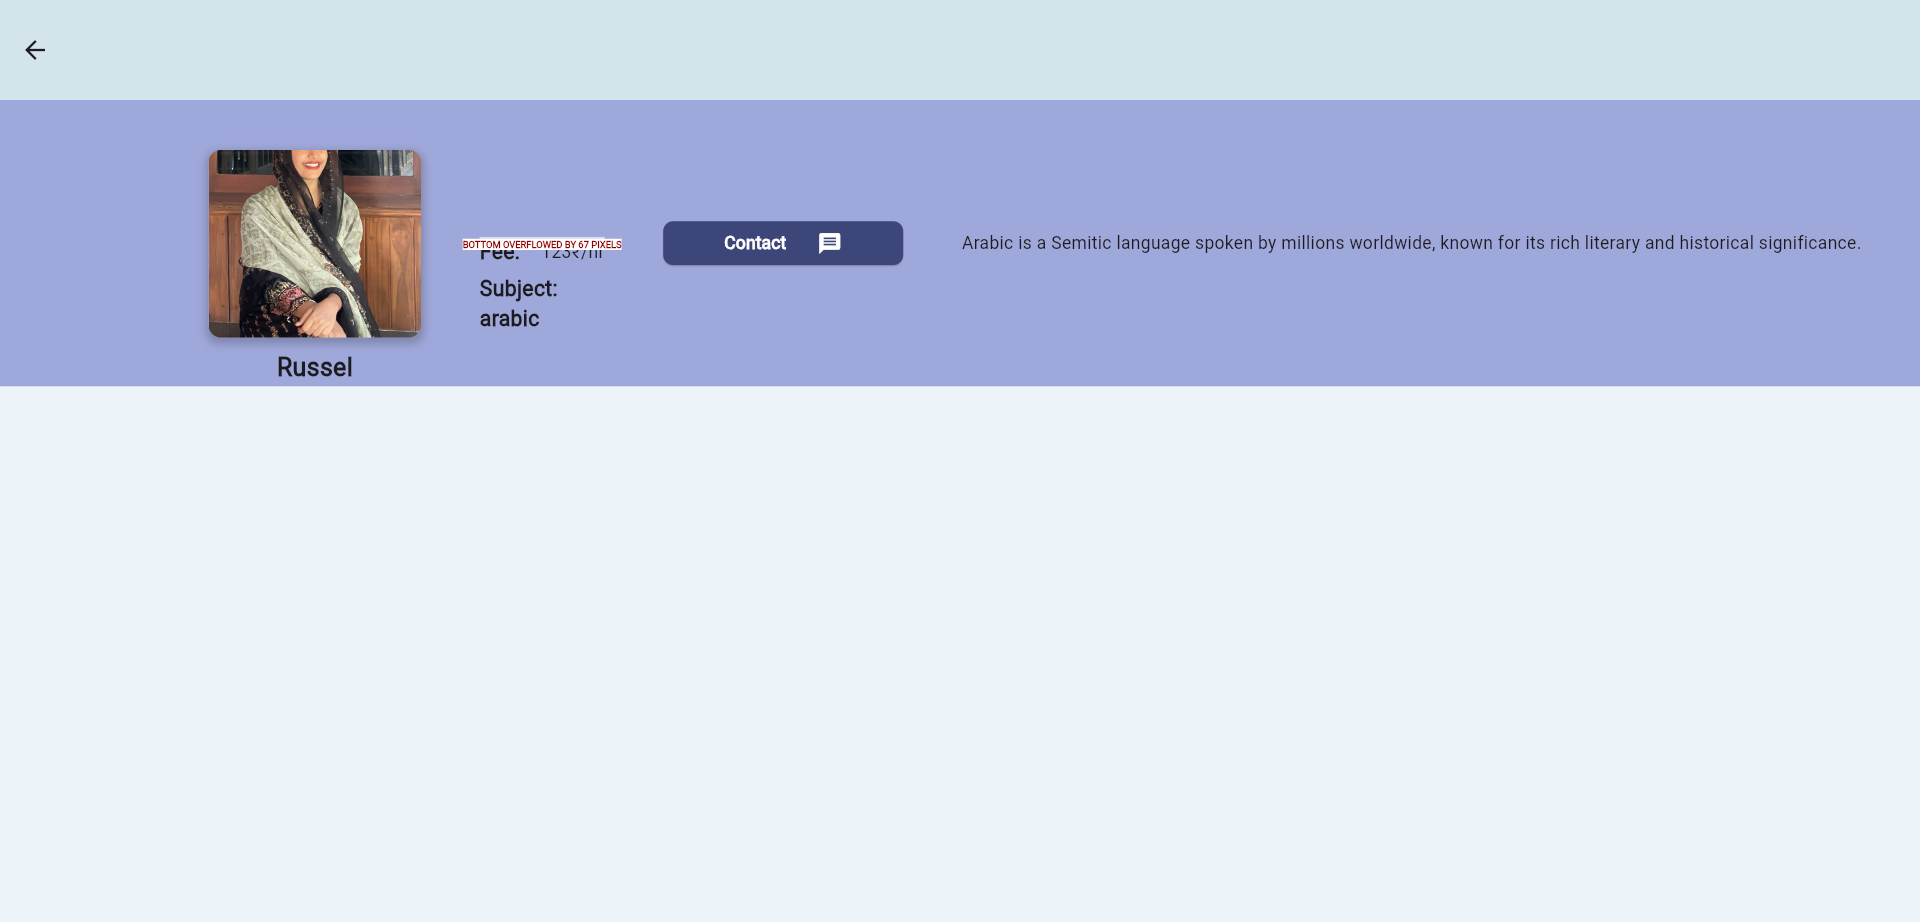 BOTTOM OVERFLOWED BY 67 PIXELS
Fee: 123₹/hr
Contact
Arabic is a Semitic language spoken by millions worldwide, known for its rich literary and historical significance.
Subject:
arabic
Russel